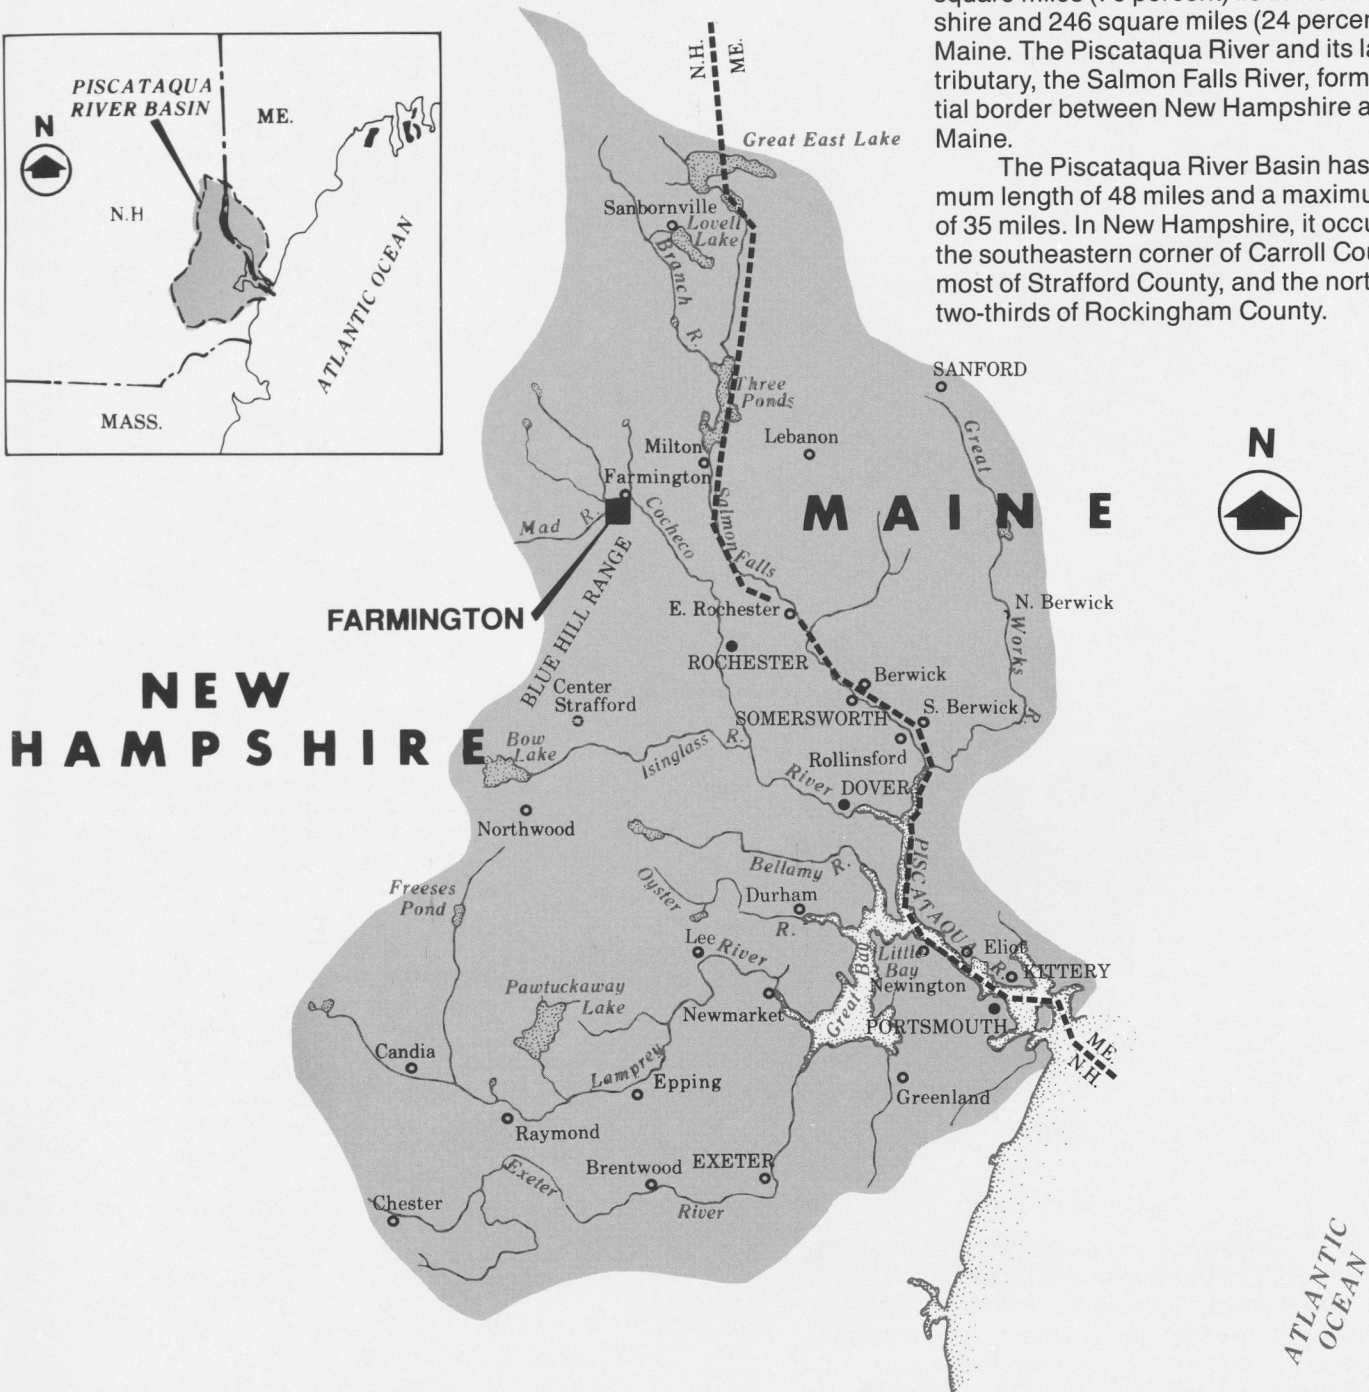 square miles (76 percent)
shire and 246 square miles (24
Maine. The Piscataqua River and its
tributary, the Salmon Falls River,
tial border between New Hampshire
Maine.
The Piscataqua River Basin has
mum length of 48 miles and a
of 35 miles. In New Hampshire, it
the southeastern corner of Carroll
most of Strafford County, and the
two-thirds of Rockingham County.
PISCATAQUA
RIVER BASIN
ME.
N
N.H
ATLANTIC OCEAN
MASS.
N.H.
ME.
Great East Lake
Sanbornville
Lovell
Lake
Branch
R.
Three
Ponds
SANFORD
Great
Works
R.
Milton
Lebanon
N
Farmington
MAINE
Mad R.
Cocheco
Salmon
Falls
BLUE HILL RANGE
FARMINGTON
E. Rochester
N. Berwick
NEW
HAMPSHIRE
ROCHESTER
Berwick
Center
Strafford
SOMERSWORTH
S. Berwick
Bow
Lake
Isinglass R.
Rollinsford
River
DOVER
Northwood
PISCATAQUA R.
Bellamy R.
Freeses
Pond
Oyster
R.
Durham
Lee
River
Little
Bay
Eliot
KITTERY
Newington
Great Bay
Pawtuckaway
Lake
Newmarket
PORTSMOUTH
ME.
N.H.
Candia
Lamprey
Epping
Greenland
Raymond
Exeter
River
Brentwood
EXETER
Chester
ATLANTIC
OCEAN